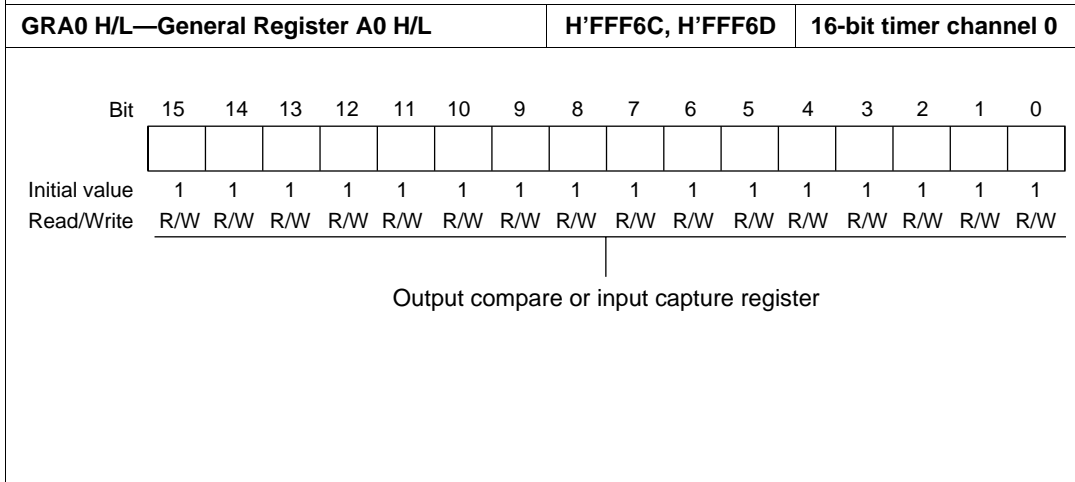 GRA0 H/L—General Register A0 H/L H’FFF6C, H’FFF6D 16-bit timer channel 0
Bit 15 14 13 12 11 10 9 8 7 6 5 4 3 2 1 0
Initial value 1 1 1 1 1 1 1 1 1 1 1 1 1 1 1 1
Read/Write R/W R/W R/W R/W R/W R/W R/W R/W R/W R/W R/W R/W R/W R/W R/W R/W
Output compare or input capture register